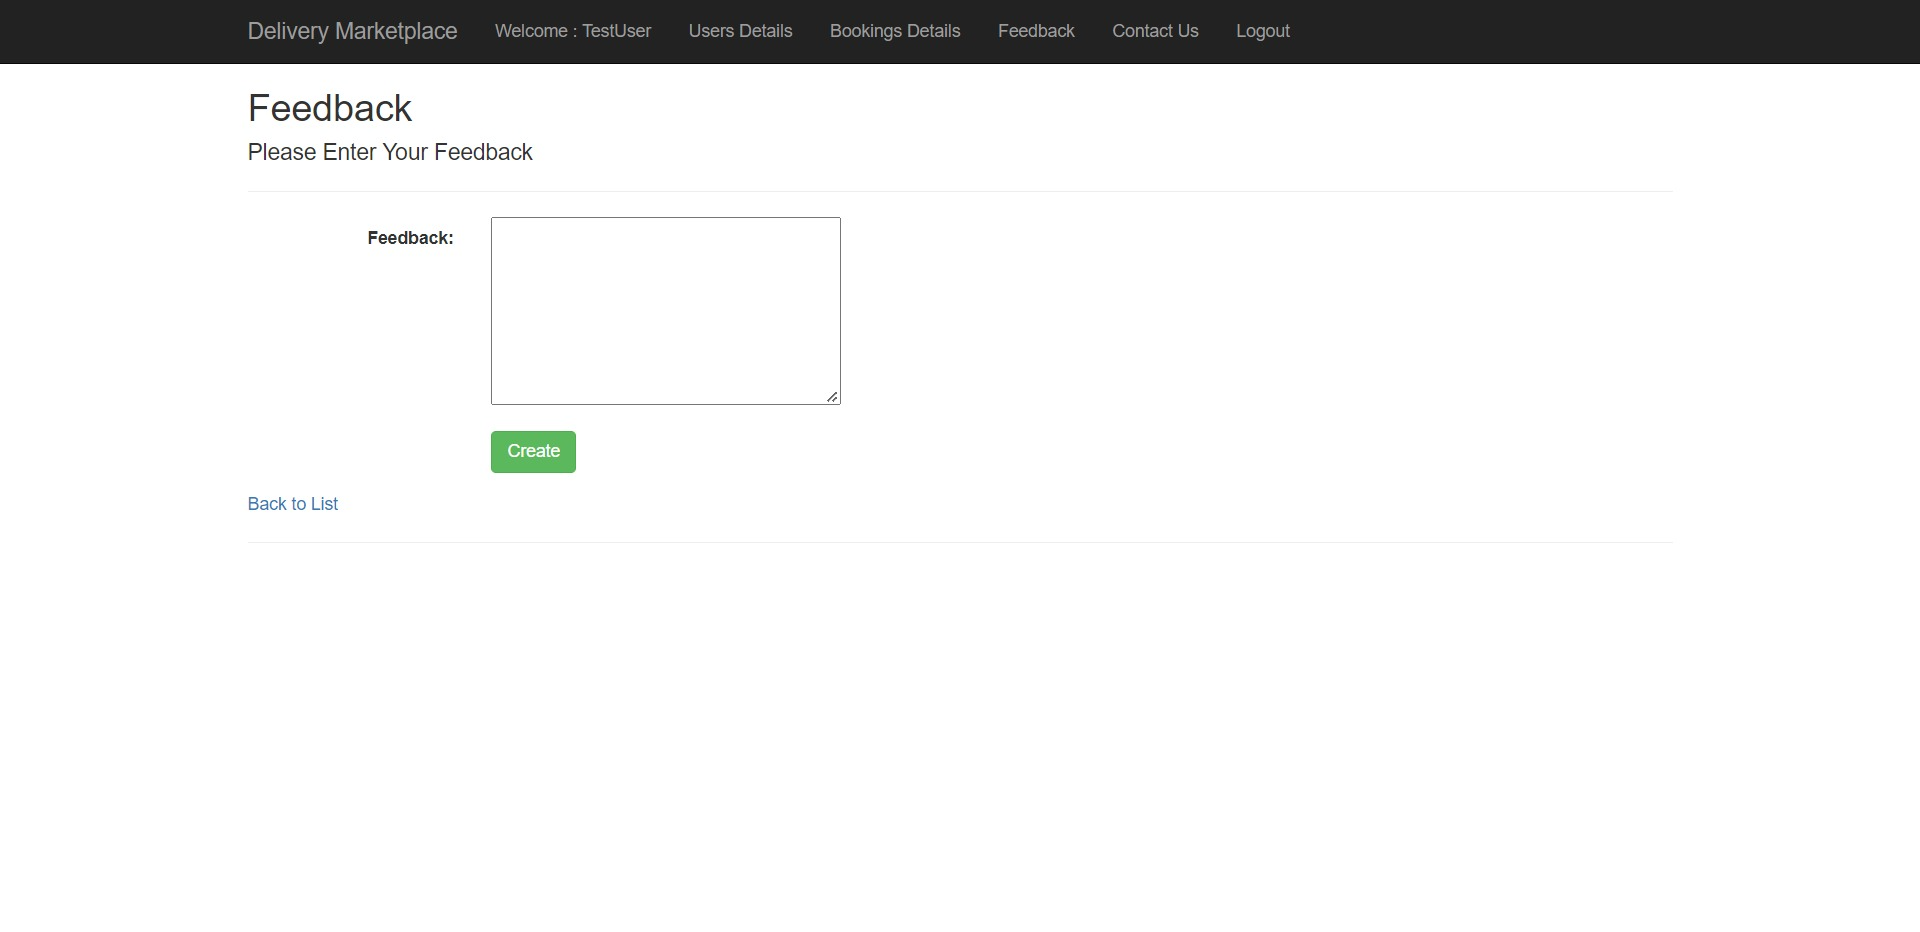 Delivery Marketplace Welcome : TestUser Users Details Bookings Details Feedback Contact Us Logout
Feedback
Please Enter Your Feedback
Feedback:
Create
Back to List